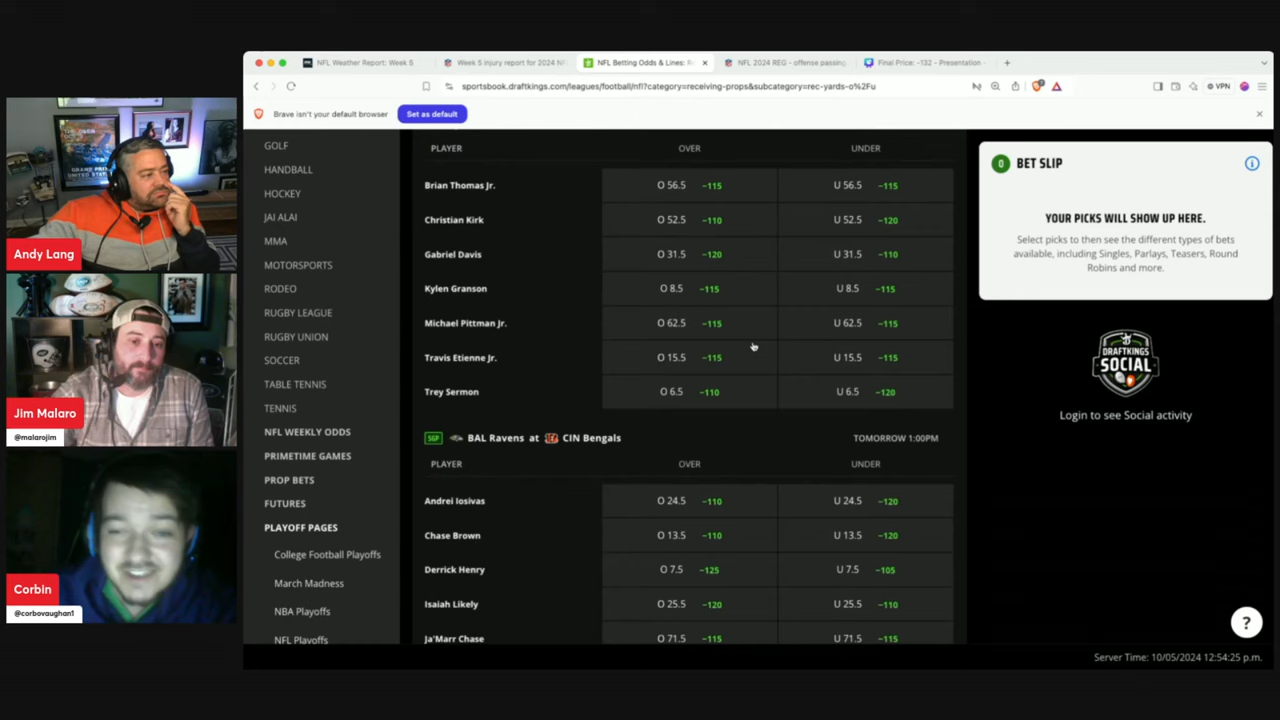 NFL Weather Report: Week 5
Week 5 injury report for 2024 NF
NFL Betting Odds & Lines: R
NFL 2024 REG - offense passing
Final Price: -132 - Presentation
sportsbook.draftkings.com/leagues/football/nfl?category=receiving-props&subcategory=rec-yards-o%2Fu
VPN
Brave isn't your default browser
Set as default
Andy Lang
Jim Malaro
@malarojim
Corbin
@corbovaughan1
GOLF
HANDBALL
HOCKEY
JAI ALAI
MMA
MOTORSPORTS
RODEO
RUGBY LEAGUE
RUGBY UNION
SOCCER
TABLE TENNIS
TENNIS
NFL WEEKLY ODDS
PRIMETIME GAMES
PROP BETS
FUTURES
PLAYOFF PAGES
College Football Playoffs
March Madness
NBA Playoffs
NFL Playoffs
PLAYER OVER UNDER
Brian Thomas Jr. O 56.5 -115 U 56.5 -115
Christian Kirk O 52.5 -110 U 52.5 -120
Gabriel Davis O 31.5 -120 U 31.5 -110
Kylen Granson O 8.5 -115 U 8.5 -115
Michael Pittman Jr. O 62.5 -115 U 62.5 -115
Travis Etienne Jr. O 15.5 -115 U 15.5 -115
Trey Sermon O 6.5 -110 U 6.5 -120
SGP BAL Ravens at CIN Bengals TOMORROW 1:00PM
PLAYER OVER UNDER
Andrei Iosivas O 24.5 -110 U 24.5 -120
Chase Brown O 13.5 -110 U 13.5 -120
Derrick Henry O 7.5 -125 U 7.5 -105
Isaiah Likely O 25.5 -120 U 25.5 -110
Ja'Marr Chase O 71.5 -115 U 71.5 -115
0 BET SLIP
YOUR PICKS WILL SHOW UP HERE.
Select picks to then see the different types of bets
available, including Singles, Parlays, Teasers, Round
Robins and more.
DRAFTKINGS
SOCIAL
Login to see Social activity
?
Server Time: 10/05/2024 12:54:25 p.m.